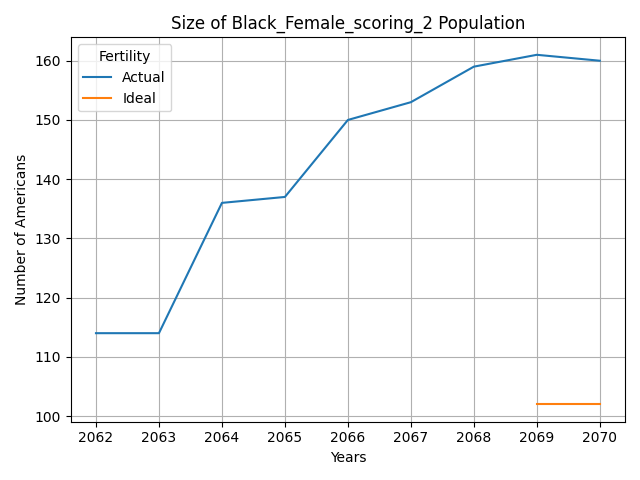 Size of Black_Female_scoring_2 Population
Fertility
Actual
Ideal
Number of Americans
160
150
140
130
120
110
100
2062 2063 2064 2065 2066 2067 2068 2069 2070
Years